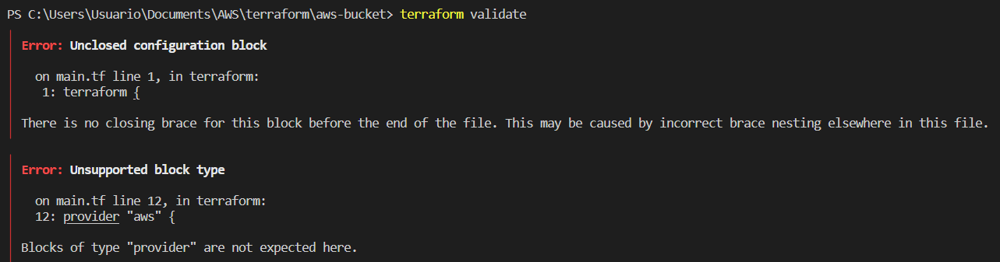 PS C:\Users\Usuario\Documents\AWS\terraform\aws-bucket> terraform validate
Error: Unclosed configuration block
on main.tf line 1, in terraform:
1: terraform {
There is no closing brace for this block before the end of the file. This may be caused by incorrect brace nesting elsewhere in this file.
Error: Unsupported block type
on main.tf line 12, in terraform:
12: provider "aws" {
Blocks of type "provider" are not expected here.